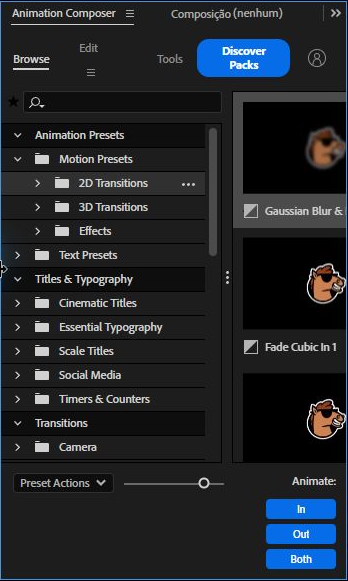 Animation Composer
Composição (nenhum)
Browse
Edit
Tools
Discover
Packs
Animation Presets
Motion Presets
2D Transitions
3D Transitions
Effects
Text Presets
Titles & Typography
Cinematic Titles
Essential Typography
Scale Titles
Social Media
Timers & Counters
Transitions
Camera
Gaussian Blur &
Fade Cubic In 1
Preset Actions
Animate:
In
Out
Both